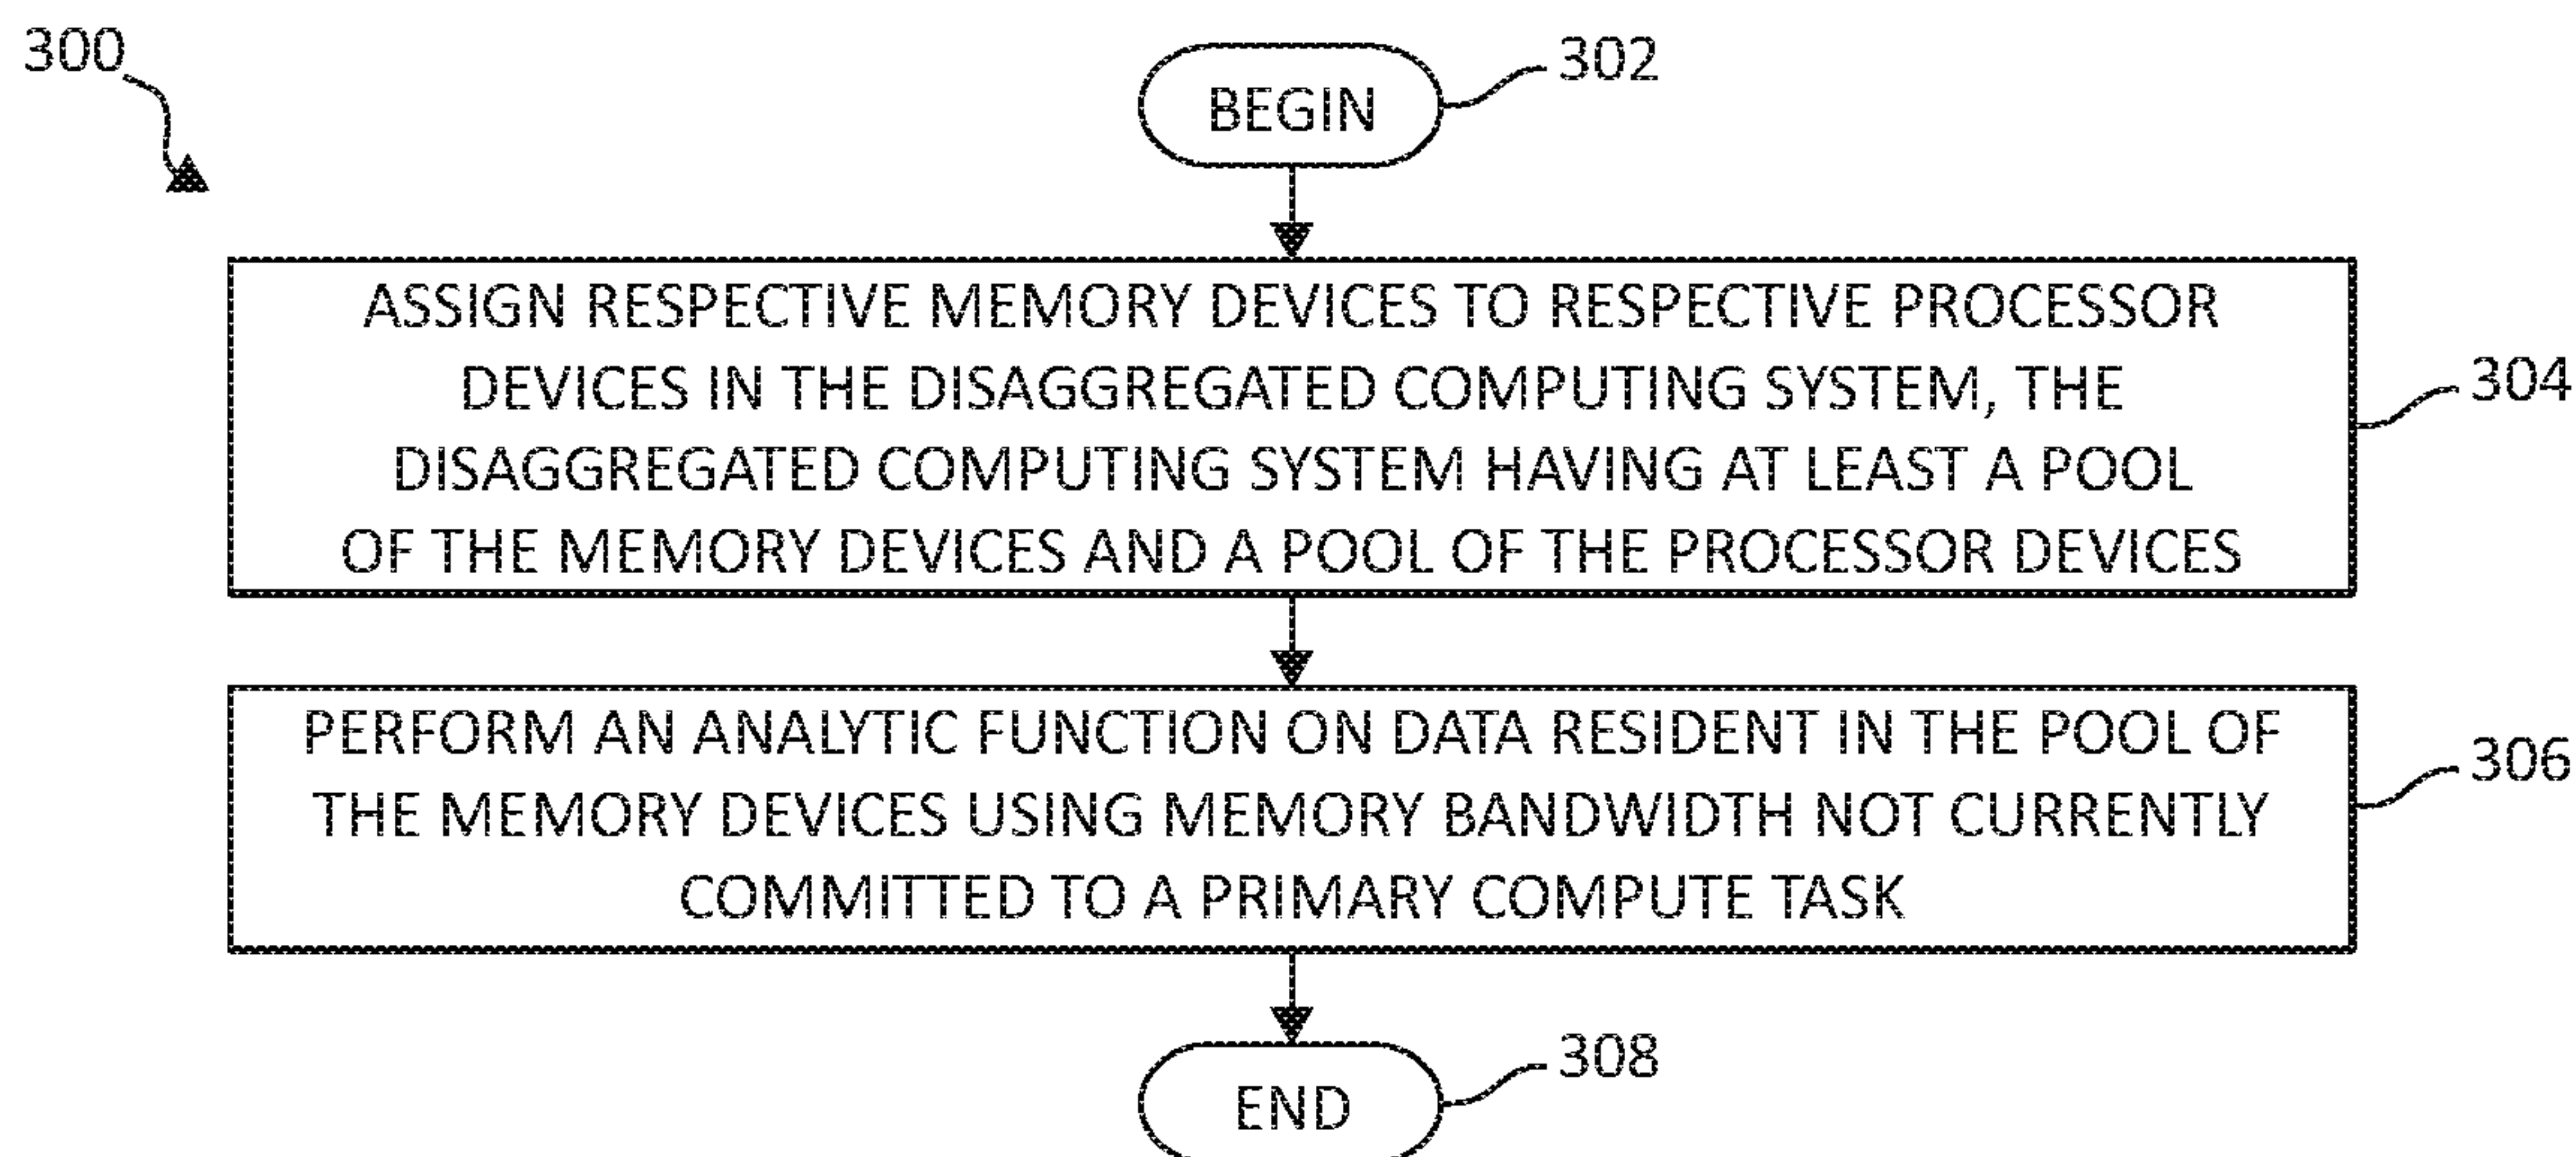 300
BEGIN
302
ASSIGN RESPECTIVE MEMORY DEVICES TO RESPECTIVE PROCESSOR
DEVICES IN THE DISAGGREGATED COMPUTING SYSTEM, THE
DISAGGREGATED COMPUTING SYSTEM HAVING AT LEAST A POOL
OF THE MEMORY DEVICES AND A POOL OF THE PROCESSOR DEVICES
304
PERFORM AN ANALYTIC FUNCTION ON DATA RESIDENT IN THE POOL OF
THE MEMORY DEVICES USING MEMORY BANDWIDTH NOT CURRENTLY
COMMITTED TO A PRIMARY COMPUTE TASK
306
END
308